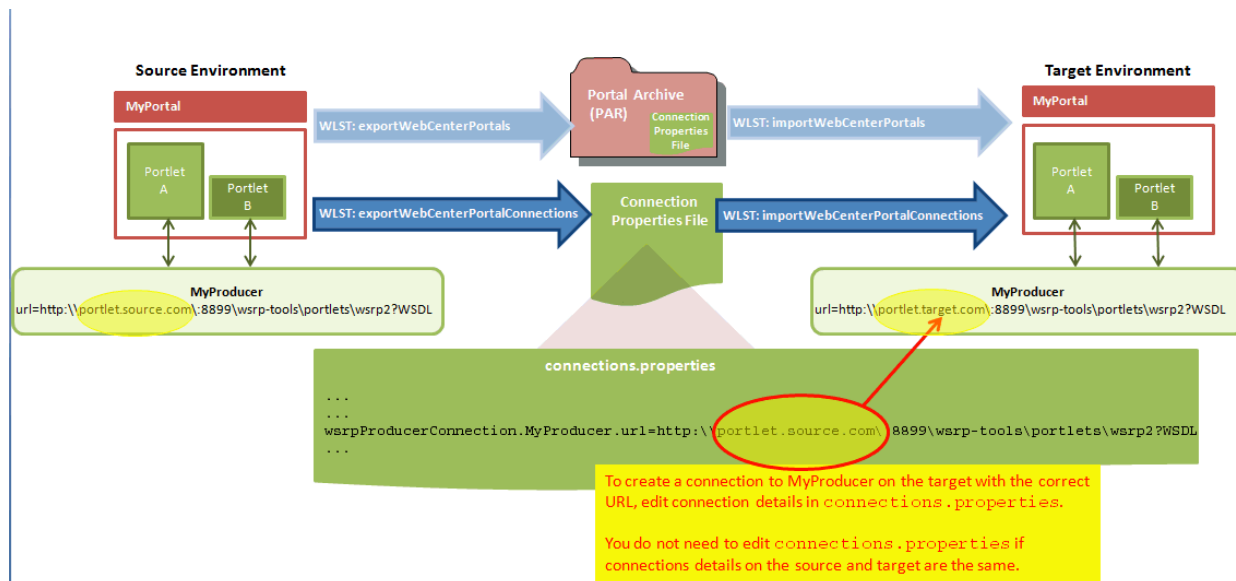 Source Environment
MyPortal
Portlet
A
Portlet
B
WLST: exportWebCenterPortals
Portal Archive
(PAR)
Connection
Properties
File
WLST: importWebCenterPortals
Target Environment
MyPortal
Portlet
A
Portlet
B
WLST: exportWebCenterPortalConnections
Connection
Properties File
WLST: importWebCenterPortalConnections
MyProducer
url=http:\\portlet.source.com\:8899\wsrp-tools\portlets\wsrp2?WSDL
MyProducer
url=http:\\portlet.target.com\:8899\wsrp-tools\portlets\wsrp2?WSDL
connections.properties
...
...
wsrpProducerConnection.MyProducer.url=http:\\portlet.source.com\:8899\wsrp-tools\portlets\wsrp2?WSDL
...
To create a connection to MyProducer on the target with the correct
URL, edit connection details in connections.properties.
You do not need to edit connections.properties if
connections details on the source and target are the same.